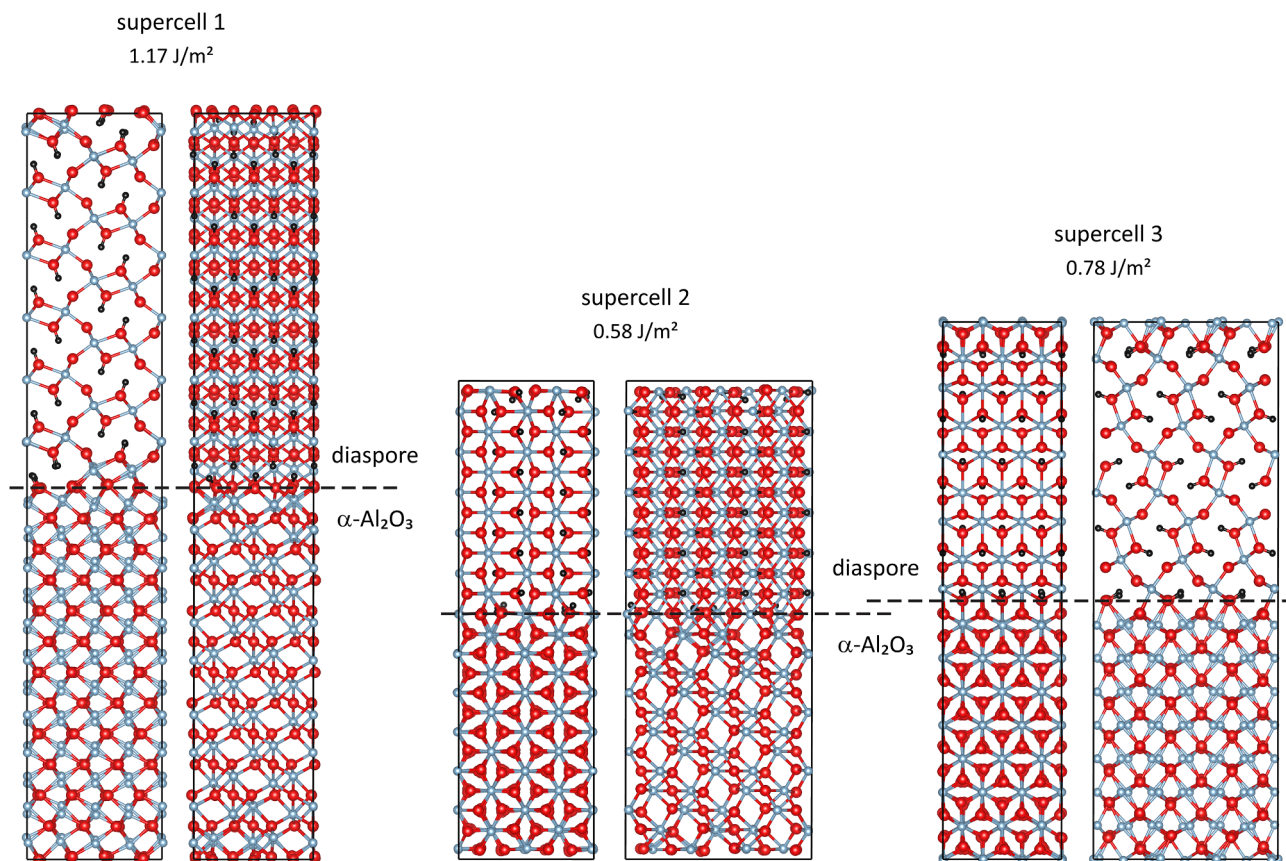 supercell 1
1.17 J/m²
supercell 2
0.58 J/m²
supercell 3
0.78 J/m²
diaspore
α-Al₂O₃
diaspore
α-Al₂O₃